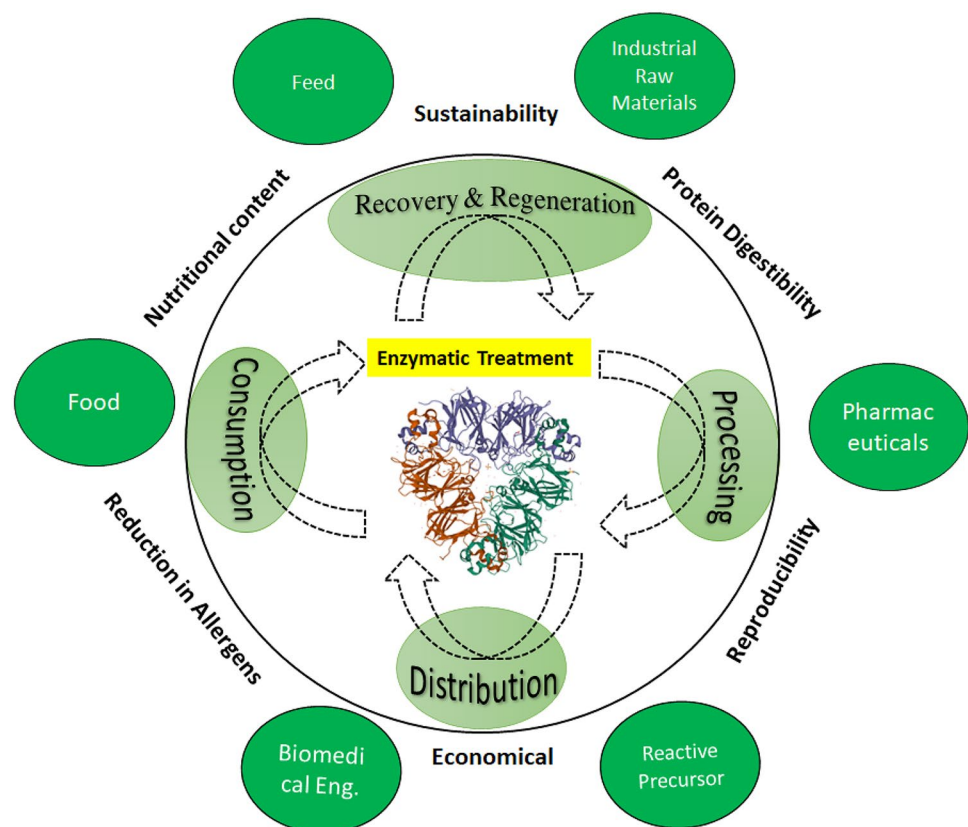 Feed
Industrial
Raw
Materials
Sustainability
Recovery & Regeneration
Nutritional content
Protein Digestibility
Enzymatic Treatment
Food
Consumption
Processing
Pharmac
euticals
Reduction in Allergens
Reproducibility
Distribution
Economical
Biomedi
cal Eng.
Reactive
Precursor